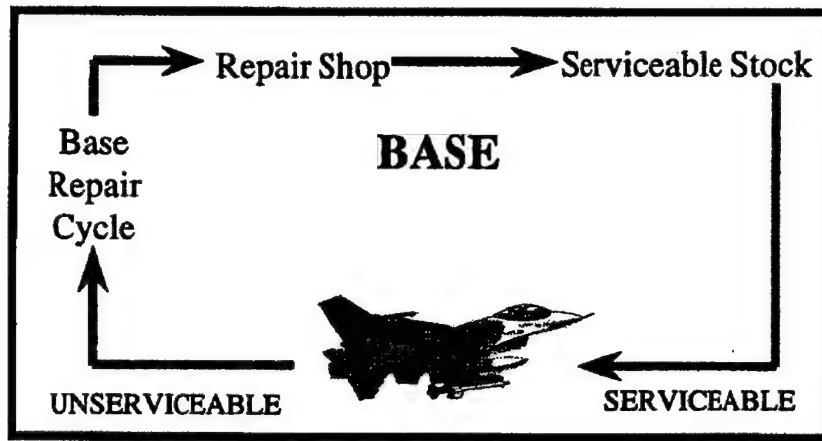 Repair Shop
Serviceable Stock
BASE
Base
Repair
Cycle
UNSERVICEABLE
SERVICEABLE